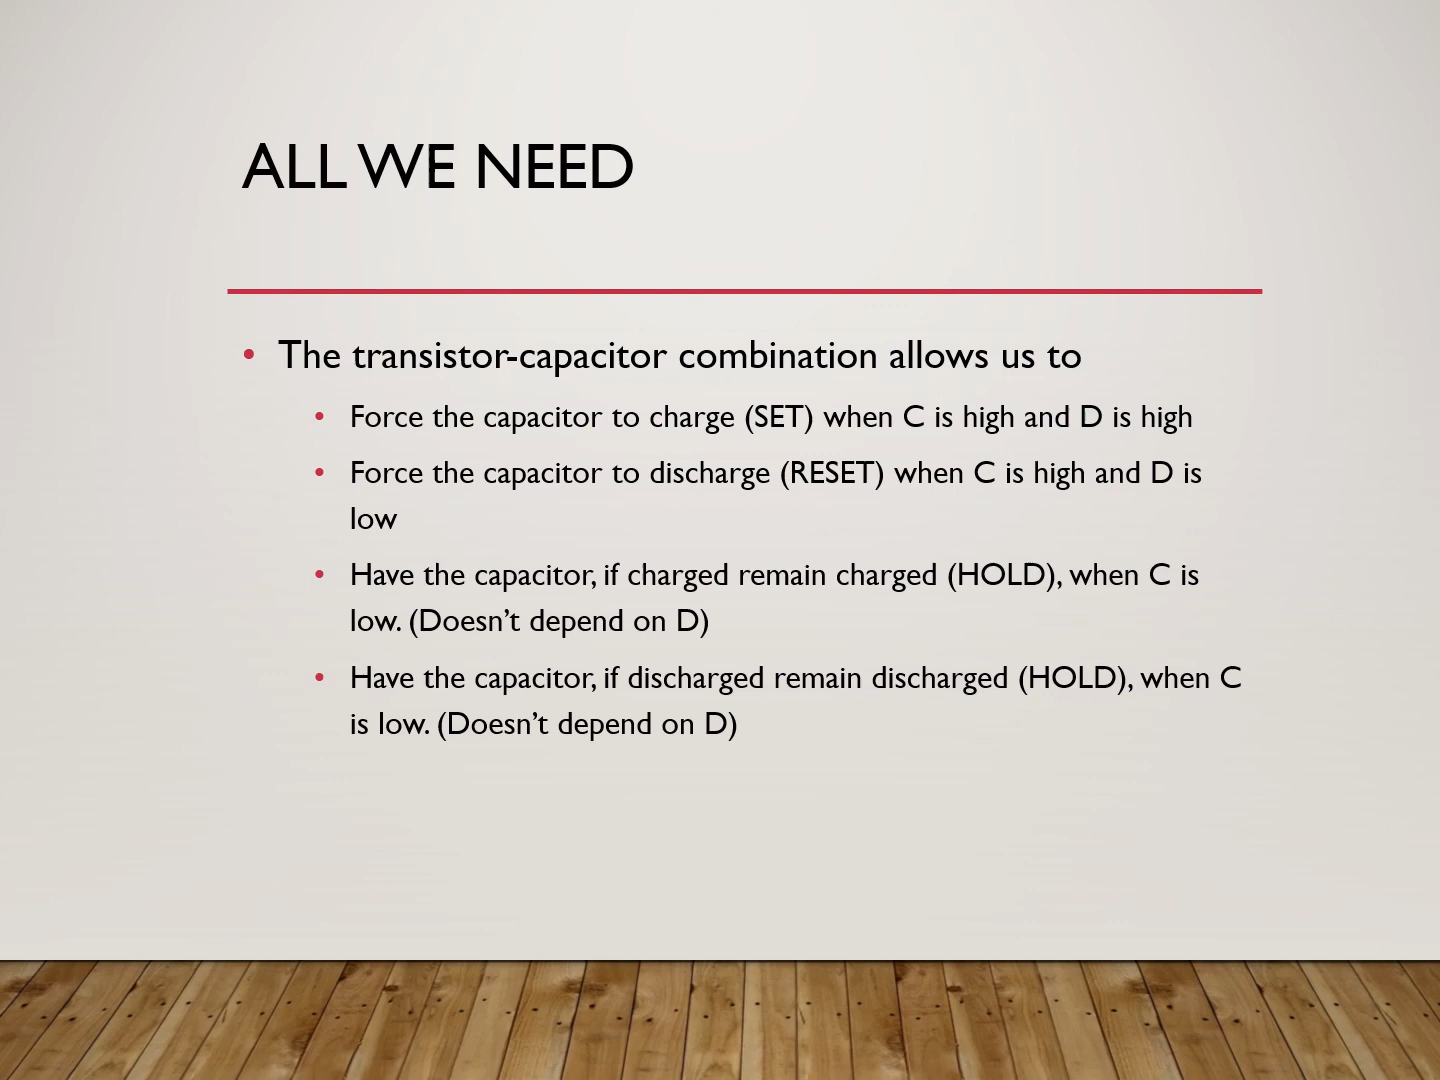 ALL WE NEED
• The transistor-capacitor combination allows us to
• Force the capacitor to charge (SET) when C is high and D is high
• Force the capacitor to discharge (RESET) when C is high and D is
low
• Have the capacitor, if charged remain charged (HOLD), when C is
low. (Doesn’t depend on D)
• Have the capacitor, if discharged remain discharged (HOLD), when C
is low. (Doesn’t depend on D)